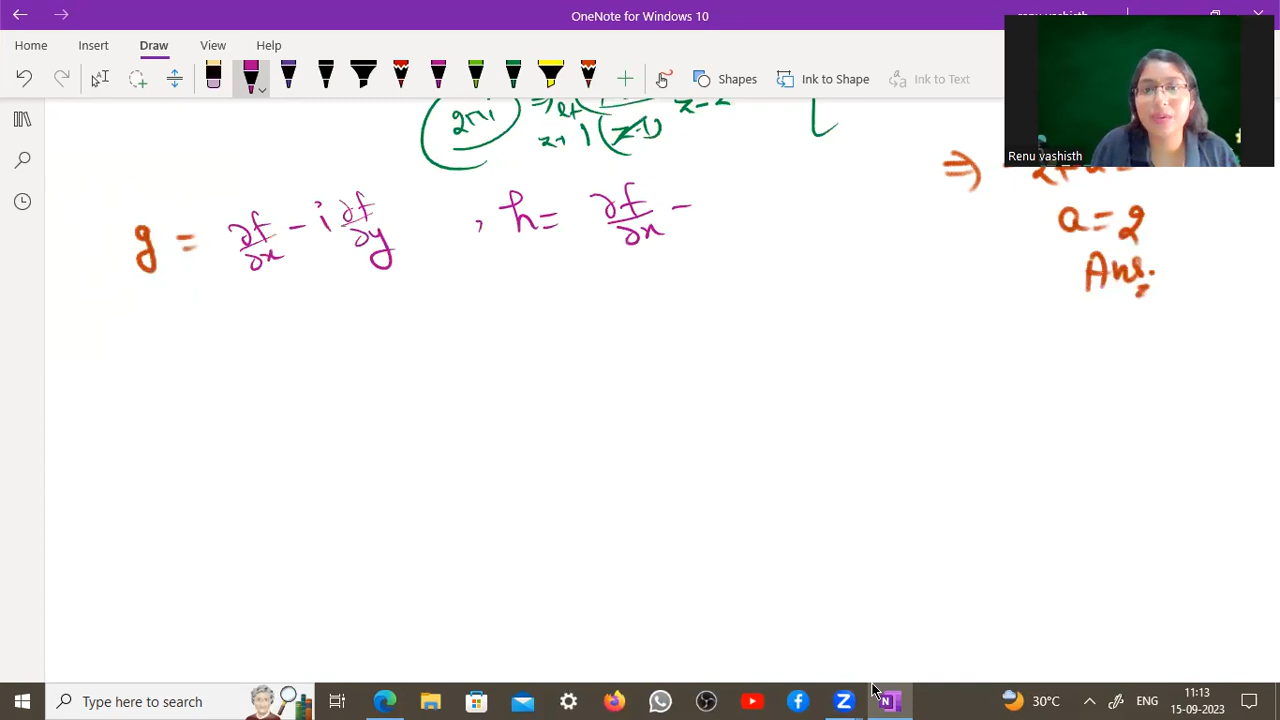 OneNote for Windows 10
Home Insert Draw View Help
Shapes Ink to Shape Ink to Text
Renu vashisth
2πi
⇒
a = 2
Ans.
g = ∂f/∂x − i ∂f/∂y , h = ∂f/∂x −
Type here to search
30°C
ENG
11:13
15-09-2023